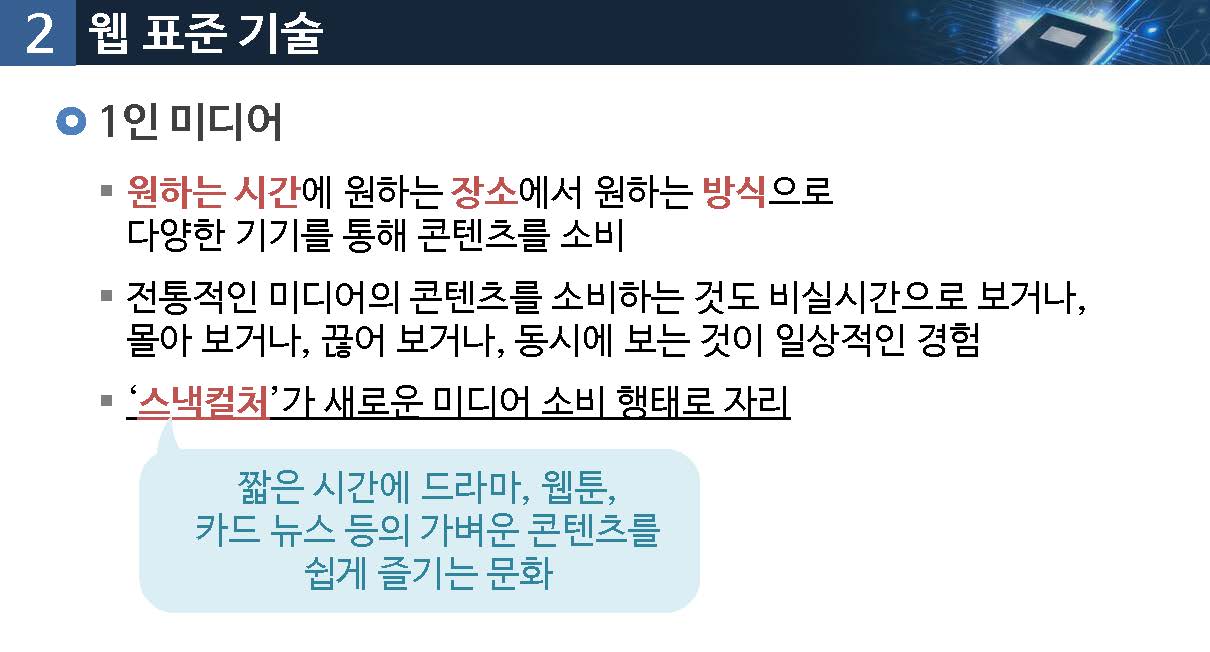 2 웹 표준 기술
1인 미디어
원하는 시간에 원하는 장소에서 원하는 방식으로
다양한 기기를 통해 콘텐츠를 소비
전통적인 미디어의 콘텐츠를 소비하는 것도 비실시간으로 보거나,
몰아 보거나, 끊어 보거나, 동시에 보는 것이 일상적인 경험
‘스낵컬처’가 새로운 미디어 소비 행태로 자리
짧은 시간에 드라마, 웹툰,
카드 뉴스 등의 가벼운 콘텐츠를
쉽게 즐기는 문화